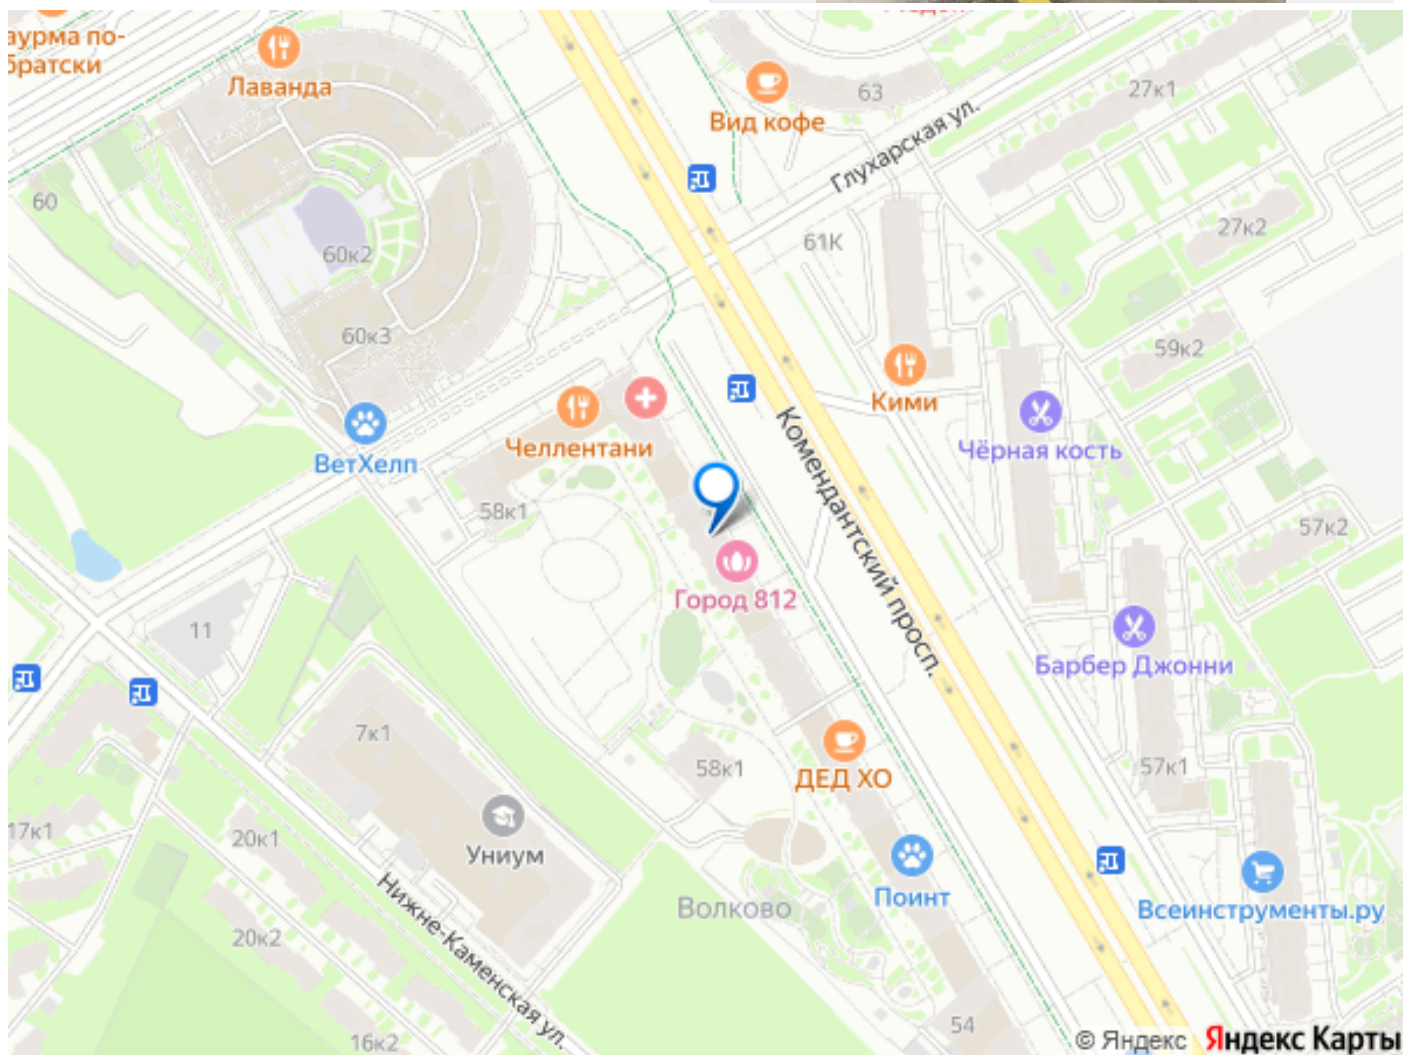 аурма по-
братски
Лаванда
Вид кофе
63
27к1
Глухарская ул.
60
60к2
61К
27к2
60к3
59к2
Кими
Чёрная кость
Челлентани
ВетХелп
58к1
Комендантский просп.
57к2
Город 812
11
Барбер Джонни
7к1
58к1
ДЕД ХО
57к1
17к1
20к1
Униум
Поинт
Всеинструменты.ру
Волково
Нижне-Каменская ул.
20к2
54
16к2
© Яндекс Яндекс Карты